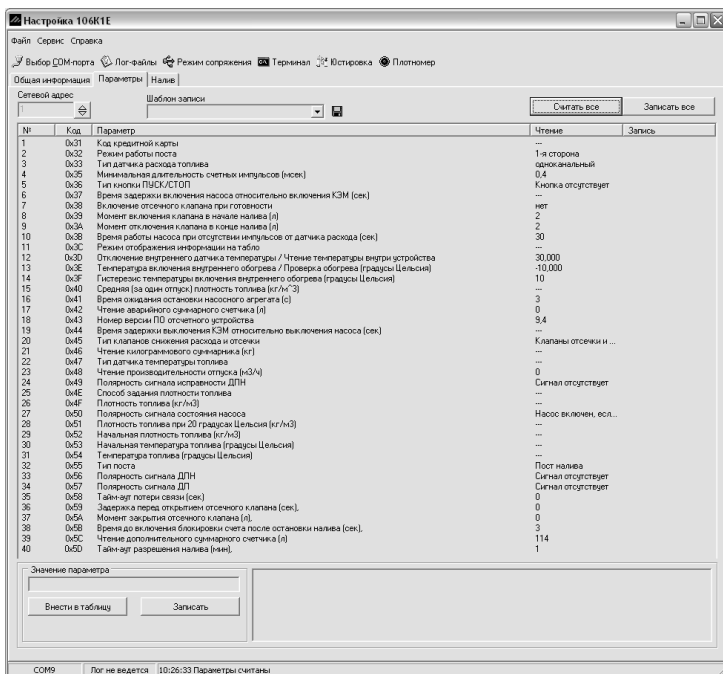 Настройка 106К1Е
Файл Сервис Справка
Выбор COM-порта Лог-файлы Режим сопряжения Терминал Юстировка Плотномер
Общая информация Параметры Налив
Сетевой адрес Шаблон записи
1 Считать все Записать все
№ Код Параметр Чтение Запись
1 0x31 Код кредитной карты ---
2 0x32 Режим работы поста 1-я сторона
3 0x33 Тип датчика расхода топлива одноканальный
4 0x35 Минимальная длительность счетных импульсов (мсек) 0,4
5 0x36 Тип кнопки ПУСК/СТОП Кнопка отсутствует
6 0x37 Время задержки включения насоса относительно включения КЭМ (сек) ---
7 0x38 Включение отсечного клапана при готовности нет
8 0x39 Момент включения клапана в начале налива (л) 2
9 0x3A Момент отключения клапана в конце налива (л) 2
10 0x3B Время работы насоса при отсутствии импульсов от датчика расхода (сек) 30
11 0x3C Режим отображения информации на табло ---
12 0x3D Отключение внутреннего датчика температуры / Чтение температуры внутри устройства 30,000
13 0x3E Температура включения внутреннего обогрева / Проверка обогрева (градусы Цельсия) -10,000
14 0x3F Гистерезис температуры включения внутреннего обогрева (градусы Цельсия) 10
15 0x40 Средняя (за один отпуск) плотность топлива (кг/м^3) ---
16 0x41 Время ожидания остановки насосного агрегата (с) 3
17 0x42 Чтение аварийного суммарного счетчика (л) 0
18 0x43 Номер версии ПО отсчетного устройства 9,4
19 0x44 Время задержки выключения КЭМ относительно выключения насоса (сек) ---
20 0x45 Тип клапанов снижения расхода и отсечки Клапаны отсечки и ...
21 0x46 Чтение килограммового суммарника (кг) ---
22 0x47 Тип датчика температуры топлива ---
23 0x48 Чтение производительности отпуска (м3/ч) 0
24 0x49 Полярность сигнала исправности ДПН Сигнал отсутствует
25 0x4E Способ задания плотности топлива ---
26 0x4F Плотность топлива (кг/м3) ---
27 0x50 Полярность сигнала состояния насоса Насос включен, есл...
28 0x51 Плотность топлива при 20 градусах Цельсия (кг/м3) ---
29 0x52 Начальная плотность топлива (кг/м3) ---
30 0x53 Начальная температура топлива (градусы Цельсия) ---
31 0x54 Температура топлива (градусы Цельсия) ---
32 0x55 Тип поста Пост налива
33 0x56 Полярность сигнала ДПН Сигнал отсутствует
34 0x57 Полярность сигнала ДП Сигнал отсутствует
35 0x58 Тайм-аут потери связи (сек) 0
36 0x59 Задержка перед открытием отсечного клапана (сек), 0
37 0x5A Момент закрытия отсечного клапана (л), 0
38 0x5B Время до включения блокировки счета после остановки налива (сек), 3
39 0x5C Чтение дополнительного суммарного счетчика (л) 114
40 0x5D Тайм-аут разрешения налива (мин), 1
Значение параметра
Внести в таблицу Записать
COM9 Лог не ведется 10:26:33 Параметры считаны